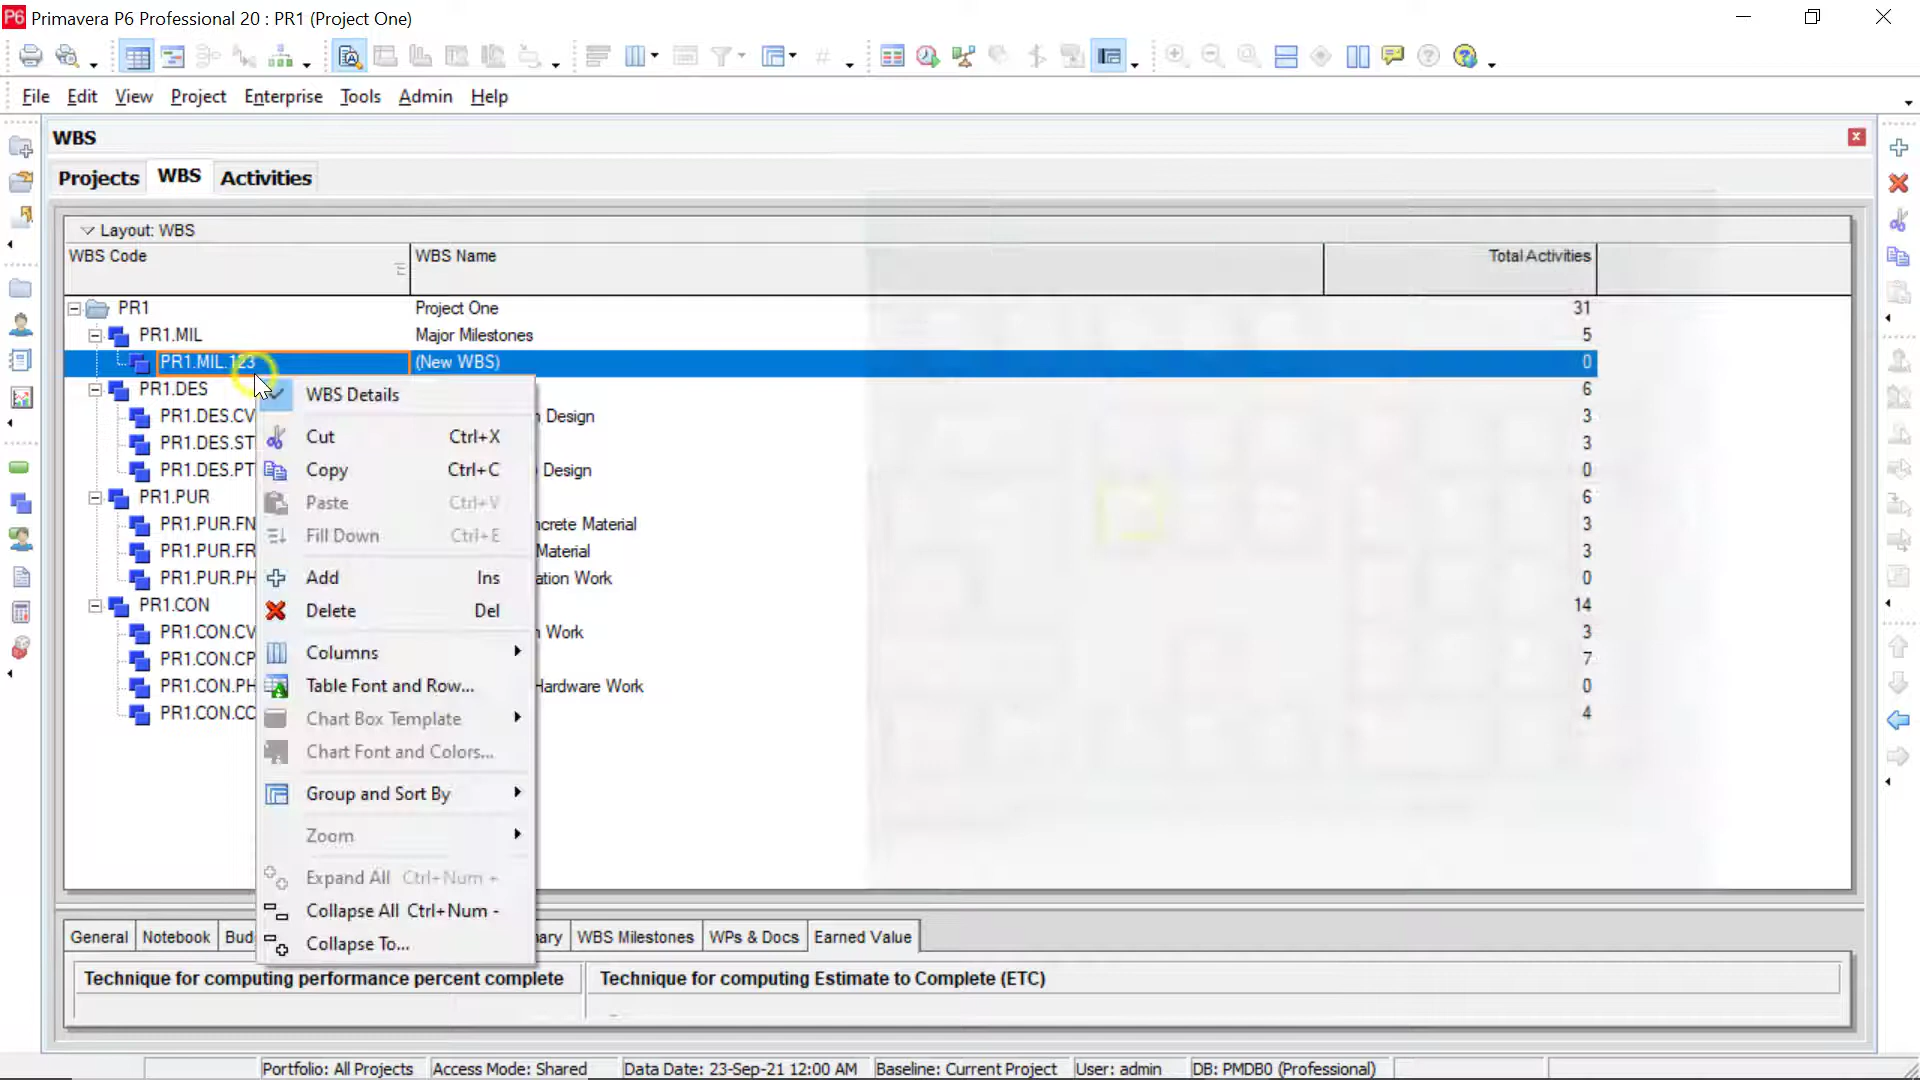 P6 Primavera P6 Professional 20 : PR1 (Project One)
File Edit View Project Enterprise Tools Admin Help
WBS
Projects WBS Activities
Layout: WBS
WBS Code WBS Name Total Activities
PR1 Project One 31
PR1.MIL Major Milestones 5
PR1.MIL.123 (New WBS) 0
PR1.DES 6
PR1.DES.CV Design 3
PR1.DES.ST 3
PR1.DES.PT Design 0
PR1.PUR 6
PR1.PUR.FN ncrete Material 3
PR1.PUR.FR Material 3
PR1.PUR.PH ation Work 0
PR1.CON 14
PR1.CON.CV n Work 3
PR1.CON.CP 7
PR1.CON.PH Hardware Work 0
PR1.CON.CC 4
WBS Details
Cut Ctrl+X
Copy Ctrl+C
Paste Ctrl+V
Fill Down Ctrl+E
Add Ins
Delete Del
Columns
Table Font and Row...
Chart Box Template
Chart Font and Colors...
Group and Sort By
Zoom
Expand All Ctrl+Num +
Collapse All Ctrl+Num -
Collapse To...
General Notebook Bud ary WBS Milestones WPs & Docs Earned Value
Technique for computing performance percent complete Technique for computing Estimate to Complete (ETC)
Portfolio: All Projects Access Mode: Shared Data Date: 23-Sep-21 12:00 AM Baseline: Current Project User: admin DB: PMDB0 (Professional)